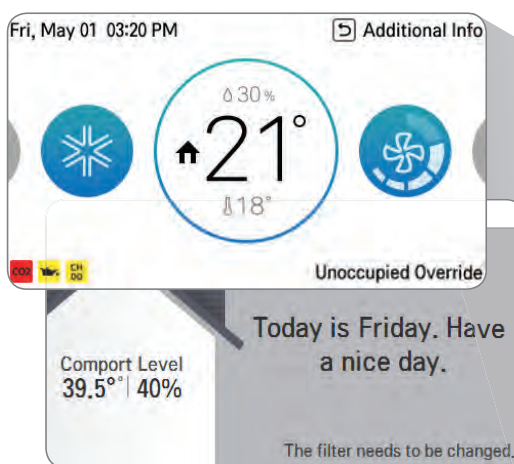 Fri, May 01 03:20 PM
Additional Info
30%
21°
18°
CO2
CH
00
Unoccupied Override
Today is Friday. Have
a nice day.
Comport Level
39.5°° 40%
The filter needs to be changed.